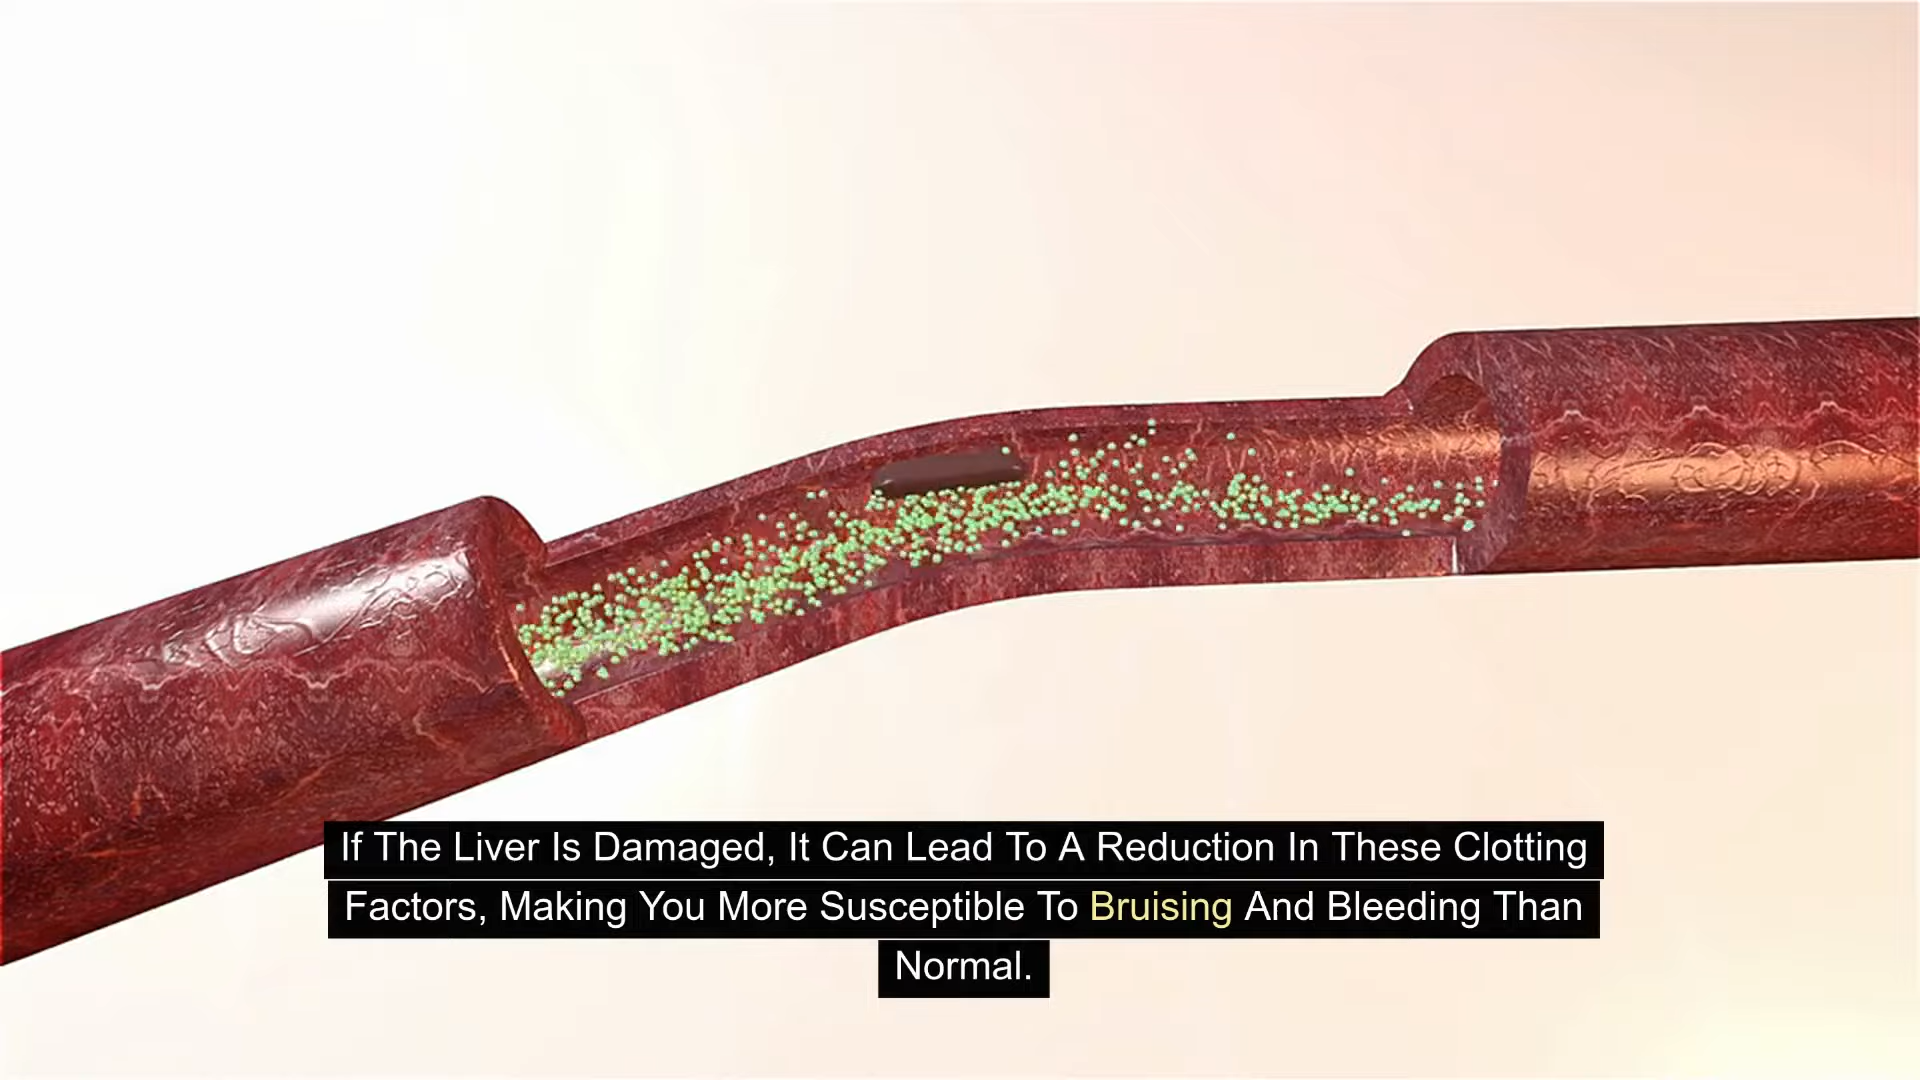 If The Liver Is Damaged, It Can Lead To A Reduction In These Clotting
Factors, Making You More Susceptible To Bruising And Bleeding Than
Normal.